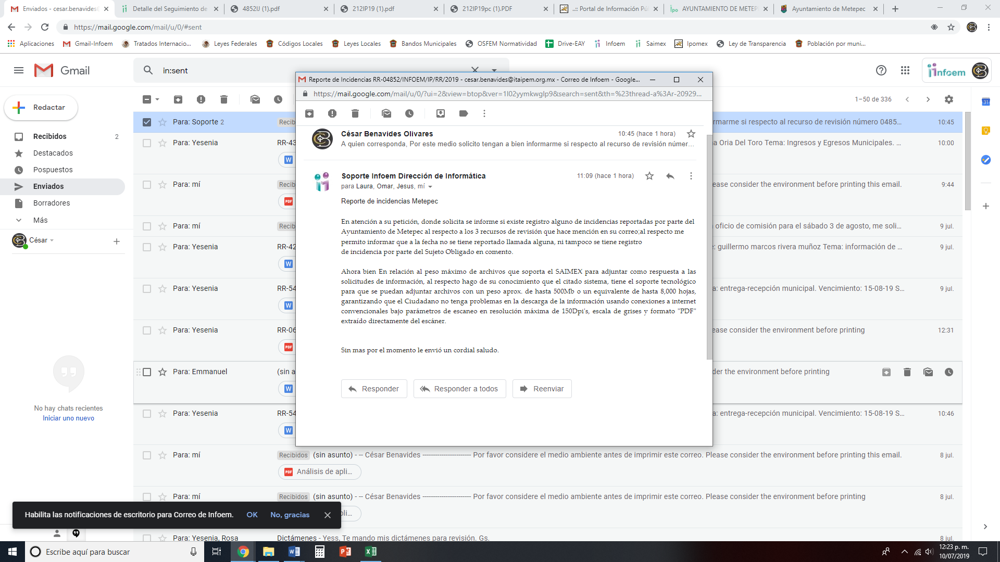 Enviados - cesar.benavides@
Detalle del Seguimiento de
4852IJ (1).pdf
212IP19 (1).pdf
212IP19pc (1).PDF
..:: Portal de Información Púb
AYUNTAMIENTO DE METEP
Ayuntamiento de Metepec
https://mail.google.com/mail/u/0/#sent
Aplicaciones
Gmail-Infoem
Tratados Internacio...
Leyes Federales
Códigos Locales
Leyes Locales
Bandos Municipales
OSFEM Normatividad
Drive-EAY
Infoem
Saimex
Ipomex
Ley de Transparencia
Población por muni...
Gmail
in:sent
infoem
Redactar
1–50 de 336
Recibidos 2
Destacados
Pospuestos
Enviados
Borradores
Más
César
No hay chats recientes
Iniciar uno nuevo
Reporte de Incidencias RR-04852/INFOEM/IP/RR/2019 - cesar.benavides@itaipem.org.mx - Correo de Infoem - Google...
https://mail.google.com/mail/u/0/?ui=2&view=btop&ver=1l02yymkwglp9&search=sent&th=%23thread-a%3Ar-20929...
César Benavides Olivares
10:45 (hace 1 hora)
A quien corresponda, Por este medio solicito tengan a bien informarme si respecto al recurso de revisión númer...
Soporte Infoem Dirección de Informática
11:09 (hace 1 hora)
para Laura, Omar, Jesus, mí
Reporte de incidencias Metepec
En atención a su petición, donde solicita se informe si existe registro alguno de incidencias reportadas por parte del
Ayuntamiento de Metepec al respecto a los 3 recursos de revisión que hace mención en su correo;al respecto me
permito informar que a la fecha no se tiene reportado llamada alguna, ni tampoco se tiene registro
de incidencia por parte del Sujeto Obligado en comento.
Ahora bien En relación al peso máximo de archivos que soporta el SAIMEX para adjuntar como respuesta a las
solicitudes de información, al respecto hago de su conocimiento que el citado sistema, tiene el soporte tecnológico
para que se puedan adjuntar archivos con un peso aprox. de hasta 500Mb o un equivalente de hasta 8,000 hojas,
garantizando que el Ciudadano no tenga problemas en la descarga de la información usando conexiones a internet
convencionales bajo parámetros de escaneo en resolución máxima de 150Dpi's, escala de grises y formato "PDF"
extraído directamente del escáner.
Sin mas por el momento le envió un cordial saludo.
Responder
Responder a todos
Reenviar
Para: Soporte 2 Recib rmarme si respecto al recurso de revisión número 0485... 10:45
Para: Yesenia RR-43 a Oria Del Toro Tema: Ingresos y Egresos Municipales. ... 10:00
W
Para: mí Recib ease consider the environment before printing this email. 9:44
PDF
Para: mí Recib oficio de comisión para el sábado 3 de agosto, me soli... 9 jul.
Para: Yesenia RR-42 : guillermo marcos rivera muñoz Tema: información de ... 9 jul.
W
Para: Yesenia RR-54 a: entrega-recepción municipal. Vencimiento: 15-08-19 S... 9 jul.
W
Para: Yesenia RR-06 ease consider the environment before printing 12:31
PDF
Para: Emmanuel (sin a der the environment before printing
W
Para: Yesenia RR-54 a: entrega-recepción municipal. Vencimiento: 15-08-19 S... 10:46
W
Para: mí Recibidos (sin asunto) - -- César Benavides ----------------------- Por favor considere el medio ambiente antes de imprimir este correo. Please consider the environment before printing this email. 8 jul.
PDF Análisis de apli...
Para: mí Recibidos (sin asunto) - -- César Benavides ----------------------- Por favor considere el medio ambiente antes de imprimir este correo. Please consider the environment before printing 8 jul.
pli...
Para: Yesenia, Rosa Dictámenes - Yess, Te mando mis dictámenes para revisión. Gs. 8 jul.
Habilita las notificaciones de escritorio para Correo de Infoem. OK No, gracias
31
Escribe aquí para buscar
12:23 p. m.
10/07/2019